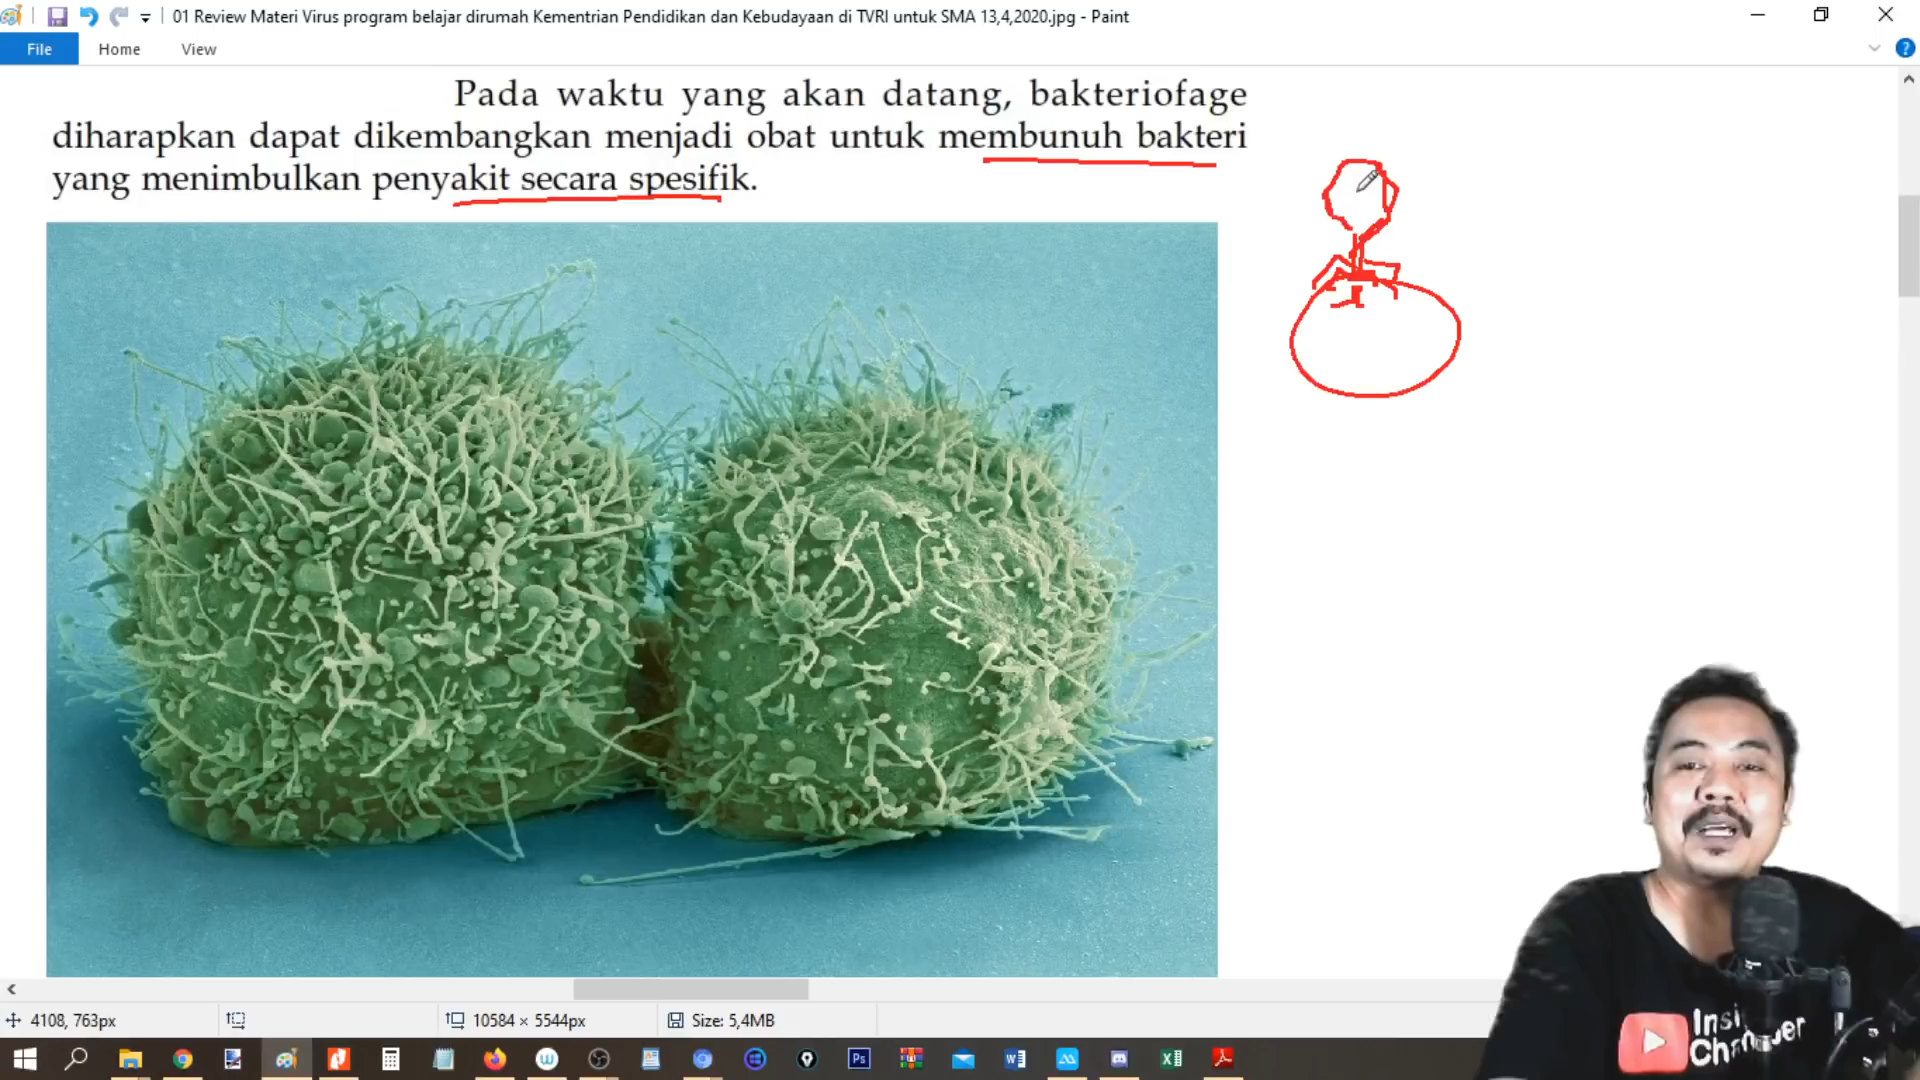 01 Review Materi Virus program belajar dirumah Kementrian Pendidikan dan Kebudayaan di TVRI untuk SMA 13,4,2020.jpg - Paint
File Home View
Pada waktu yang akan datang, bakteriofage
diharapkan dapat dikembangkan menjadi obat untuk membunuh bakteri
yang menimbulkan penyakit secara spesifik.
4108, 763px
10584 × 5544px
Size: 5,4MB